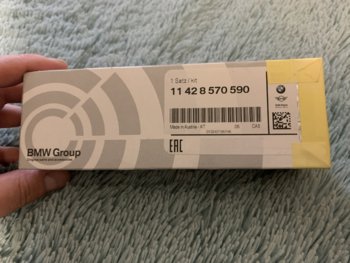 1 Satz / Kit
11 42 8 570 590
Made in Austria - AT
BMW Group
EAC